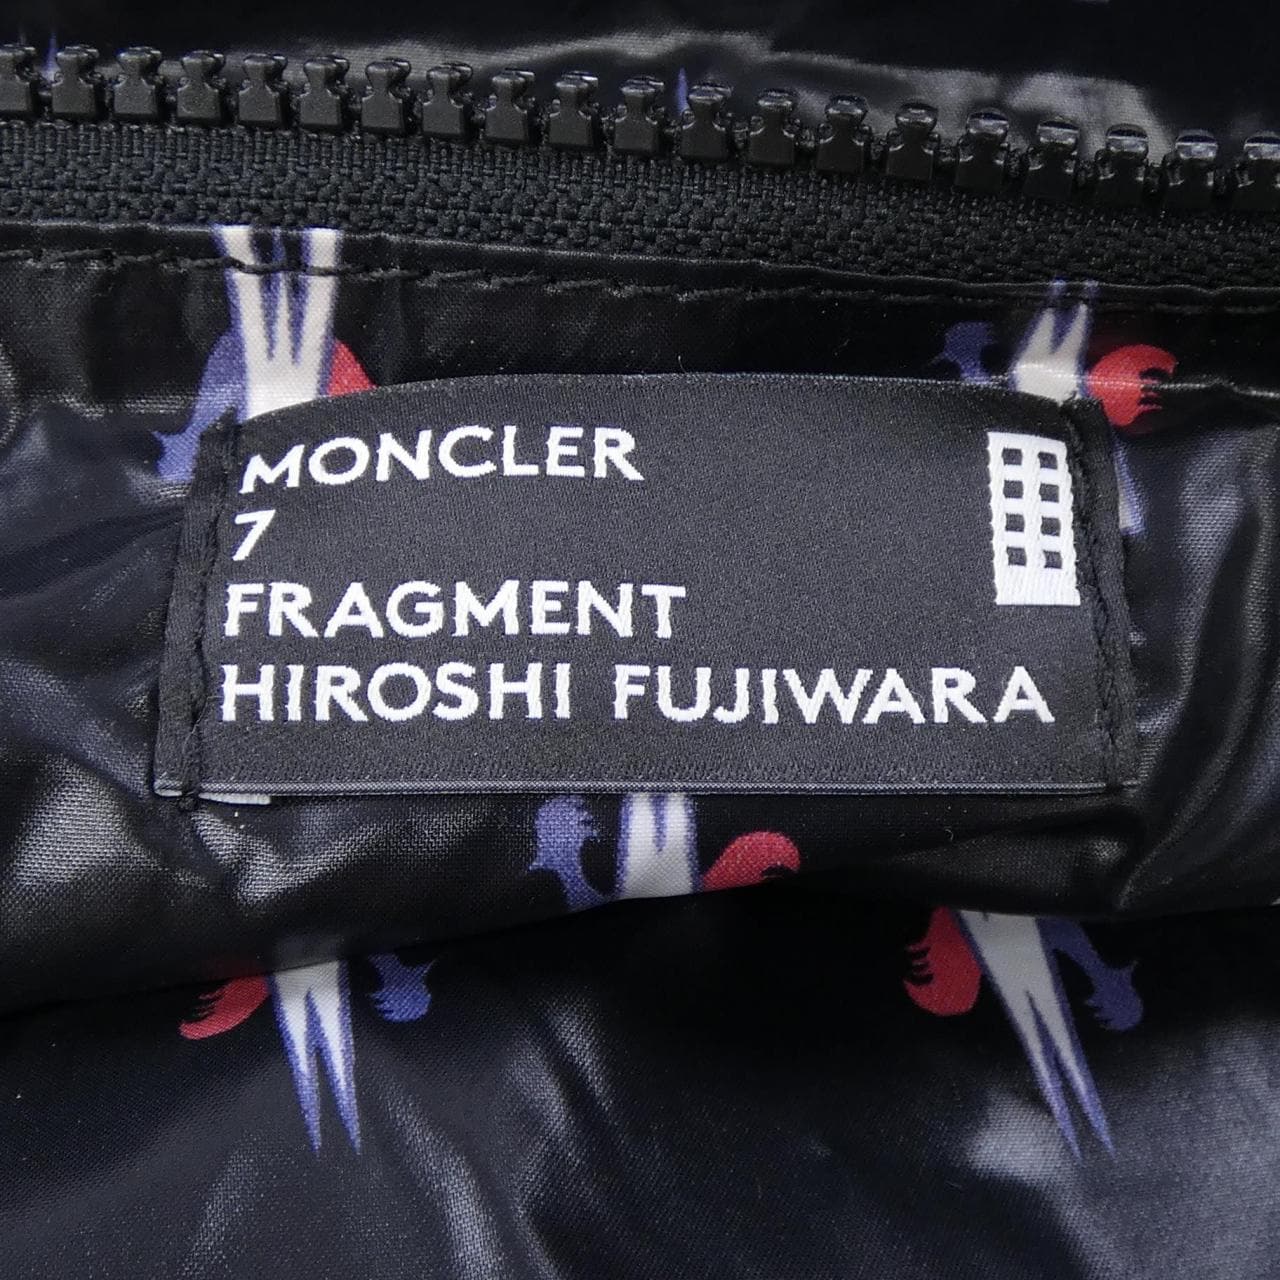 MONCLER
7
FRAGMENT
HIROSHI FUJIWARA